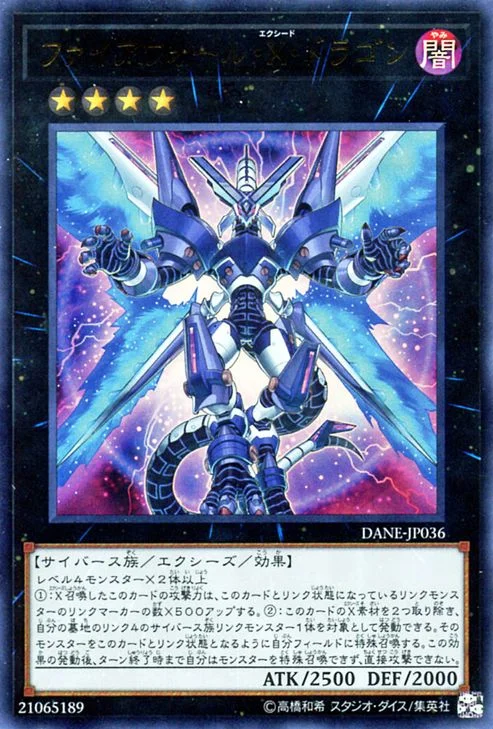 エクシード
ファイアウォール・X・ドラゴン
やみ
闇
DANE-JP036
【サイバース族／エクシーズ／効果】
レベル4モンスター×2体以上
①：X召喚したこのカードの攻撃力は、このカードとリンク状態になっているリンクモン
スターのリンクマーカーの数×500アップする。②：このカードのX素材を2つ取り除き、
自分の墓地のリンク4のサイバース族リンクモンスター1体を対象として発動できる。その
モンスターをこのカードとリンク状態となるように自分フィールドに特殊召喚する。この効
果の発動後、ターン終了時まで自分はモンスターを特殊召喚できず、直接攻撃できない。
ATK/2500 DEF/2000
21065189
©高橋和希 スタジオ・ダイス/集英社